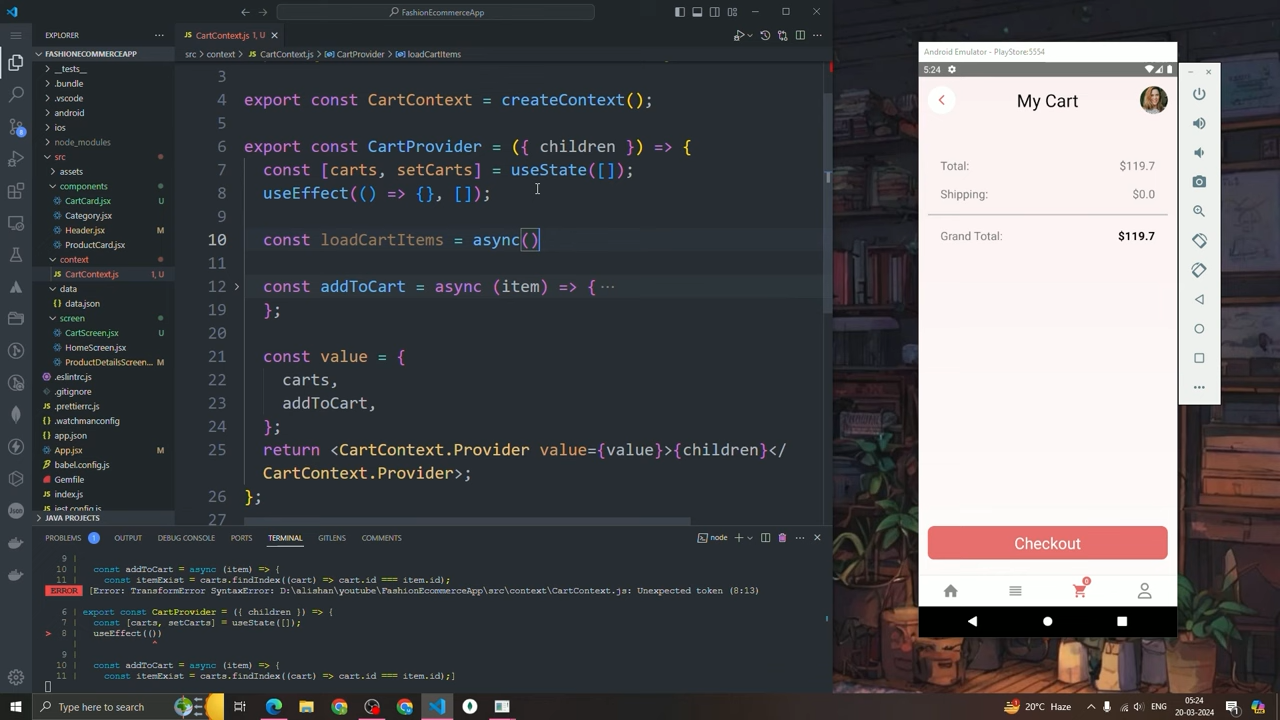 FashionEcommerceApp
EXPLORER
FASHIONECOMMERCEAPP
__tests__
.bundle
.vscode
android
ios
node_modules
src
assets
components
CartCard.jsx U
Category.jsx
Header.jsx M
ProductCard.jsx
context
CartContext.js 1, U
data
data.json
screen
CartScreen.jsx U
HomeScreen.jsx
ProductDetailsScreen... M
.eslintrc.js
.gitignore
.prettierrc.js
.watchmanconfig
app.json
App.jsx M
babel.config.js
Gemfile
index.js
jest.config.js
JAVA PROJECTS
CartContext.js 1, U
src > context > CartContext.js > CartProvider > loadCartItems
3
4 export const CartContext = createContext();
5
6 export const CartProvider = ({ children }) => {
7 const [carts, setCarts] = useState([]);
8 useEffect(() => {}, []);
9
10 const loadCartItems = async()
11
12 const addToCart = async (item) => { ...
19 };
20
21 const value = {
22 carts,
23 addToCart,
24 };
25 return <CartContext.Provider value={value}>{children}</
CartContext.Provider>;
26 };
27
PROBLEMS 1 OUTPUT DEBUG CONSOLE PORTS TERMINAL GITLENS COMMENTS
node
9 |
10 | const addToCart = async (item) => {
11 | const itemExist = carts.findIndex((cart) => cart.id === item.id);
ERROR [Error: TransformError SyntaxError: D:\alishan\youtube\FashionEcommerceApp\src\context\CartContext.js: Unexpected token (8:13)
6 | export const CartProvider = ({ children }) => {
7 | const [carts, setCarts] = useState([]);
> 8 | useEffect(())
| ^
9 |
10 | const addToCart = async (item) => {
11 | const itemExist = carts.findIndex((cart) => cart.id === item.id);]
Android Emulator - PlayStore:5554
5:24
My Cart
Total: $119.7
Shipping: $0.0
Grand Total: $119.7
Checkout
Type here to search
20°C Haze
ENG
05:24
20-03-2024